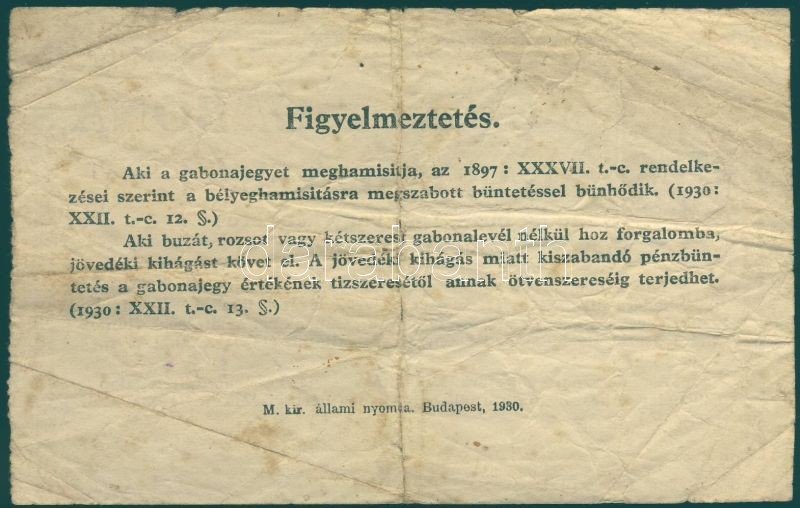 Figyelmeztetés.
Aki a gabonajegyet meghamisitja, az 1897: XXXVII. t.-c. rendelke-
zései szerint a bélyeghamisitásra megszabott büntetéssel bünhődik. (1930:
XXII. t.-c. 12. §.)
Aki buzát, rozsot vagy kétszerest gabonalevél nélkül hoz forgalomba,
jövedéki kihágást követ el. A jövedéki kihágás miatt kiszabandó pénzbün-
tetés a gabonajegy értékének tizszeresétől annak ötvenszereséig terjedhet.
(1930: XXII. t.-c. 13. §.)
M. kir. állami nyomda. Budapest, 1930.
darabanth